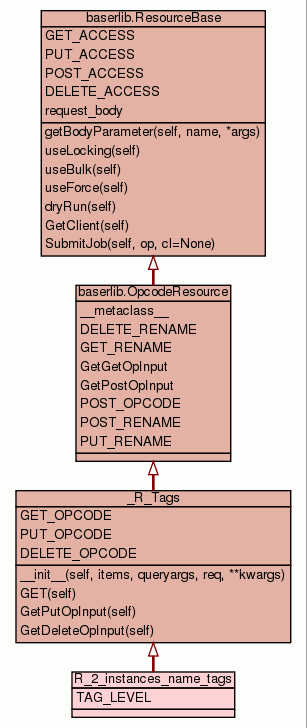 baserlib.ResourceBase
GET_ACCESS
PUT_ACCESS
POST_ACCESS
DELETE_ACCESS
request_body
getBodyParameter(self, name, *args)
useLocking(self)
useBulk(self)
useForce(self)
dryRun(self)
GetClient(self)
SubmitJob(self, op, cl=None)
baserlib.OpcodeResource
__metaclass__
DELETE_RENAME
GET_RENAME
GetGetOpInput
GetPostOpInput
POST_OPCODE
POST_RENAME
PUT_RENAME
_R_Tags
GET_OPCODE
PUT_OPCODE
DELETE_OPCODE
__init__(self, items, queryargs, req, **kwargs)
GET(self)
GetPutOpInput(self)
GetDeleteOpInput(self)
R_2_instances_name_tags
TAG_LEVEL